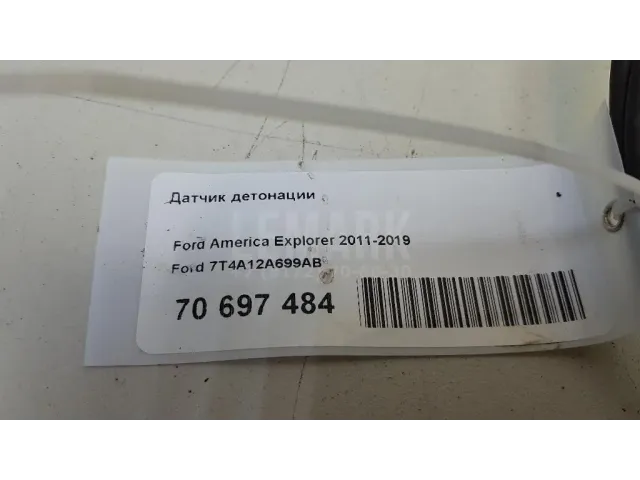 Датчик детонации
Ford America Explorer 2011-2019
Ford 7T4A12A699AB
70 697 484